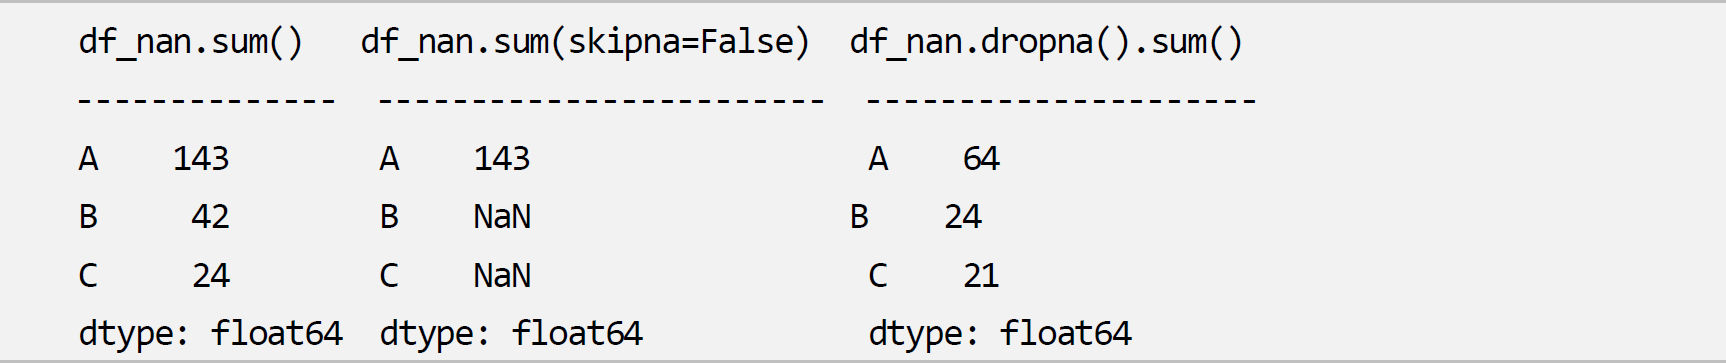 df_nan.sum()   df_nan.sum(skipna=False)  df_nan.dropna().sum()
--------------  ------------------------  ---------------------
A    143        A    143                  A    64
B     42        B    NaN                 B    24
C     24        C    NaN                  C    21
dtype: float64  dtype: float64            dtype: float64